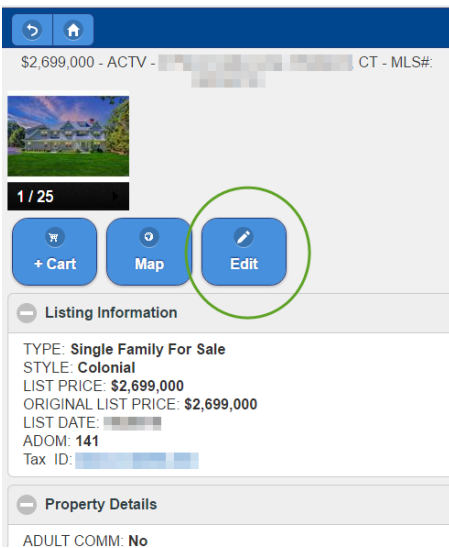 $2,699,000 - ACTV - CT - MLS#:
1 / 25
+ Cart
Map
Edit
Listing Information
TYPE: Single Family For Sale
STYLE: Colonial
LIST PRICE: $2,699,000
ORIGINAL LIST PRICE: $2,699,000
LIST DATE:
ADOM: 141
Tax ID:
Property Details
ADULT COMM: No